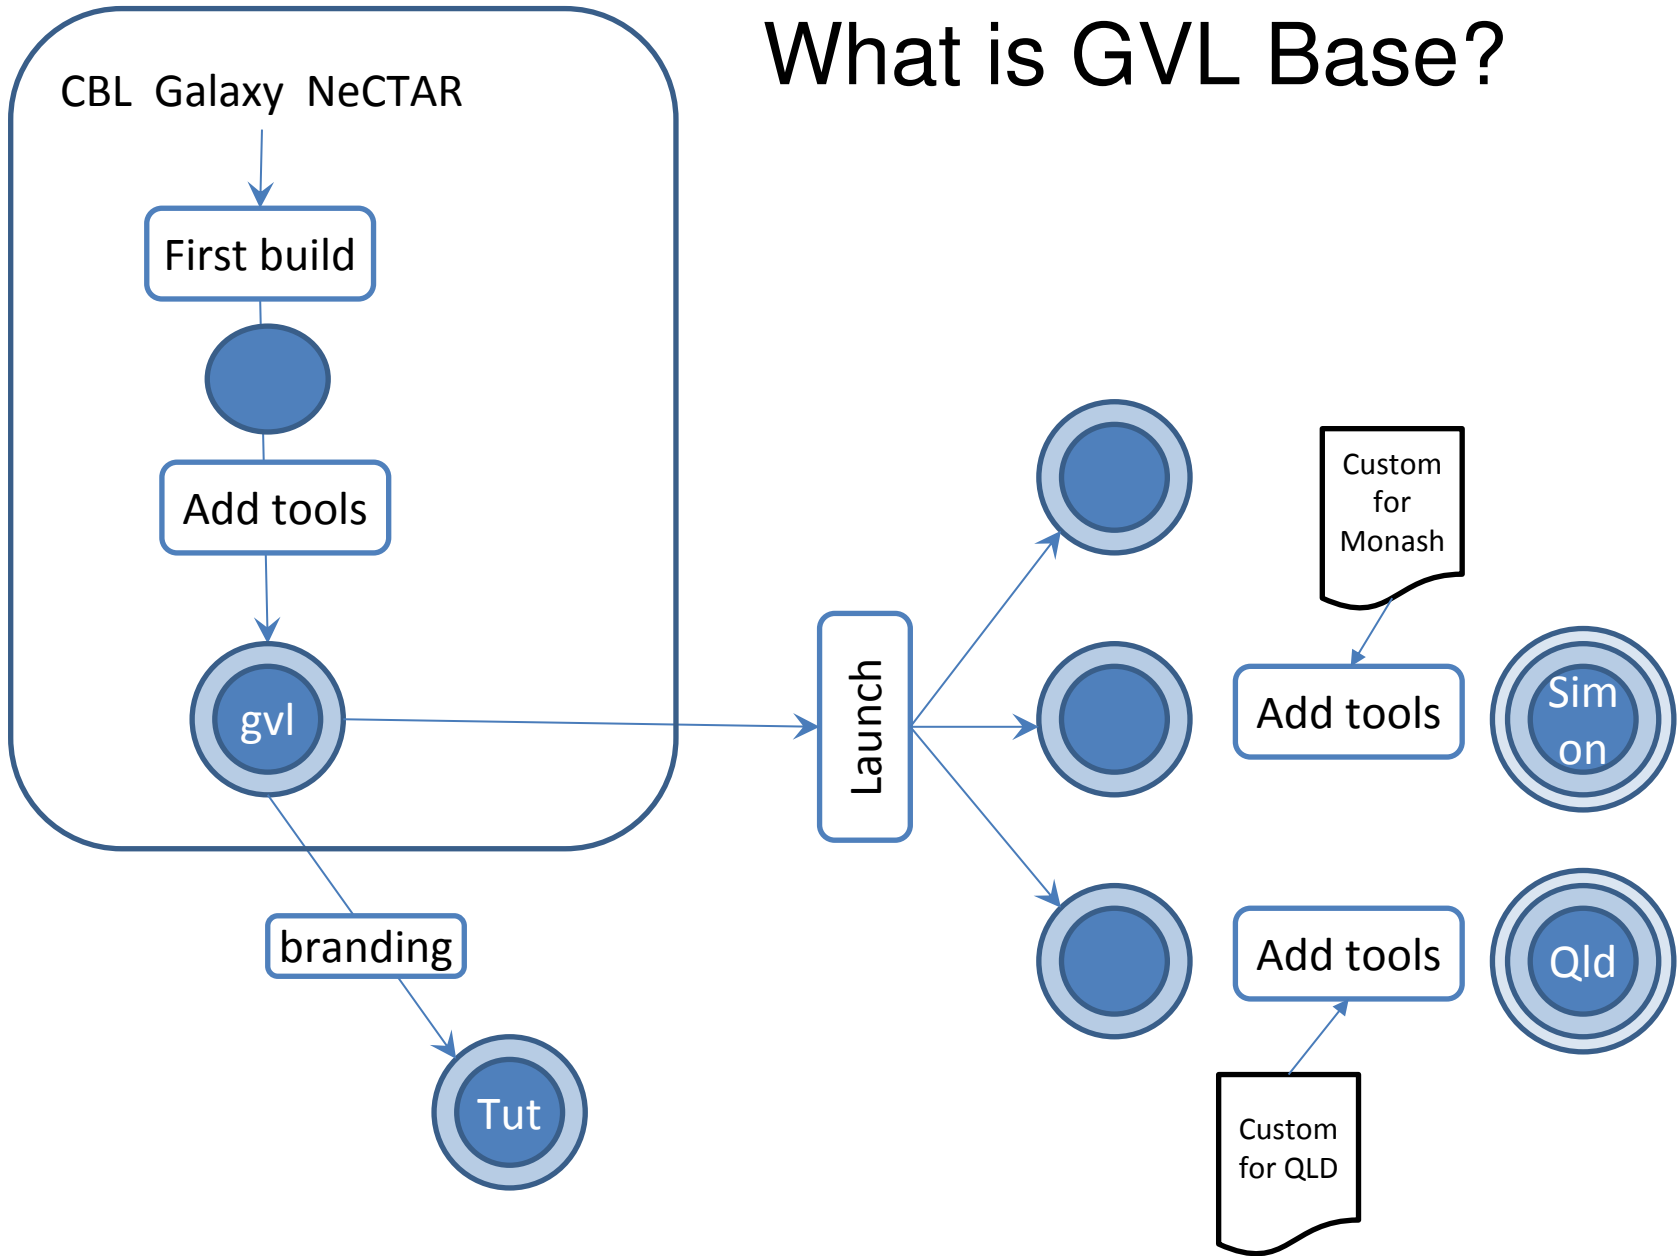 What is GVL Base?
CBL Galaxy NeCTAR
First build
Add tools
gvl
branding
Tut
Launch
Custom
for
Monash
Add tools
Sim
on
Add tools
Qld
Custom
for QLD